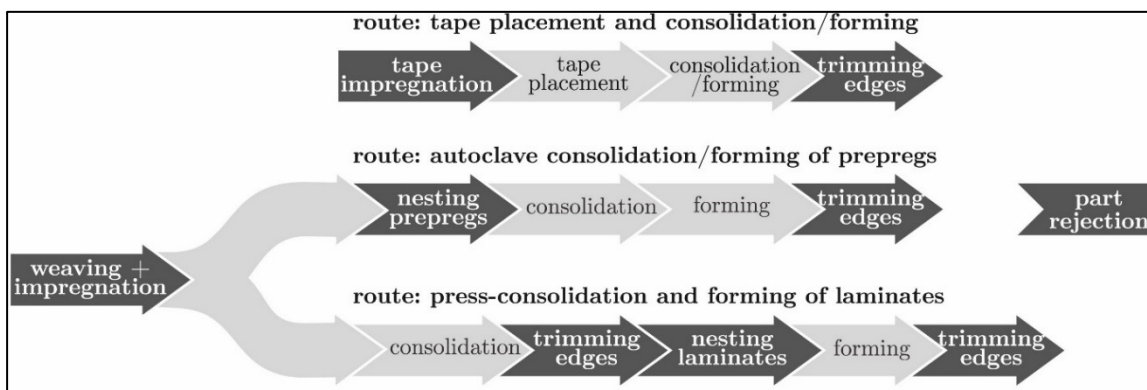 route: tape placement and consolidation/forming
tape
impregnation
tape
placement
consolidation
/forming
trimming
edges
route: autoclave consolidation/forming of prepregs
nesting
prepregs
consolidation
forming
trimming
edges
part
rejection
weaving +
impregnation
route: press-consolidation and forming of laminates
consolidation
trimming
edges
nesting
laminates
forming
trimming
edges